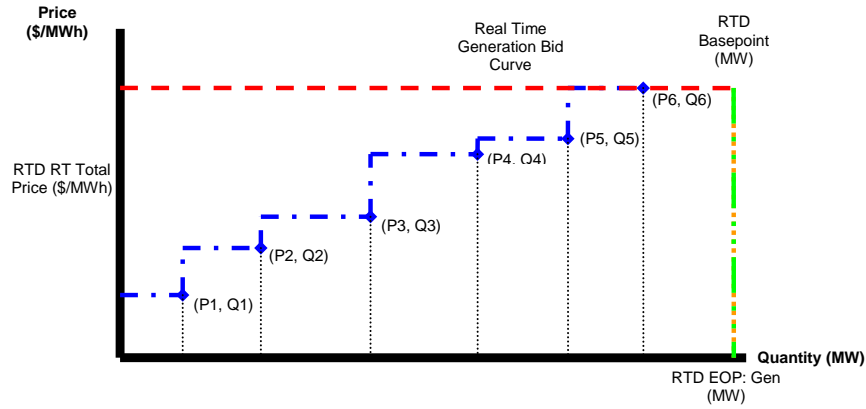 Price
($/MWh)
Real Time
Generation Bid
Curve
RTD
Basepoint
(MW)
(P6, Q6)
(P5, Q5)
(P4, Q4)
RTD RT Total
Price ($/MWh)
(P3, Q3)
(P2, Q2)
(P1, Q1)
Quantity (MW)
RTD EOP: Gen
(MW)